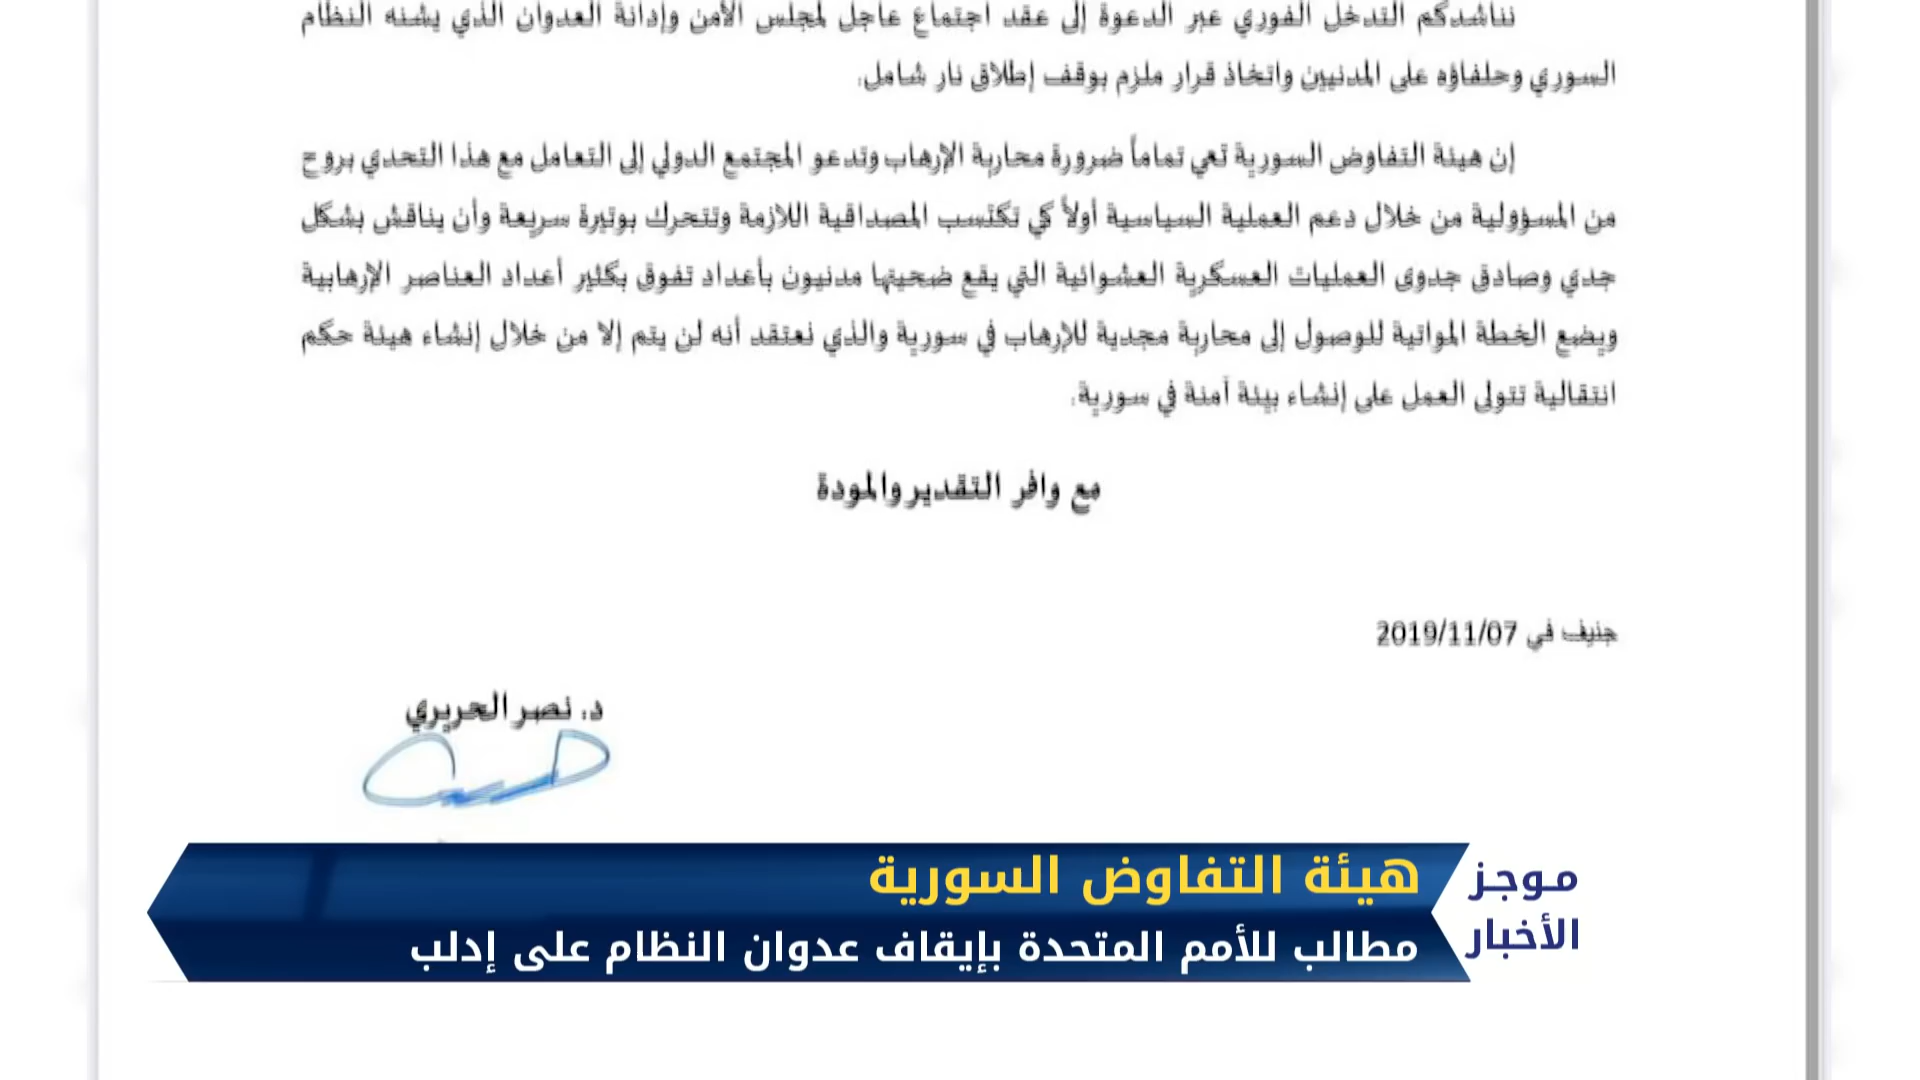 نناشدكم التدخل الفوري عبر الدعوة إلى عقد اجتماع عاجل لمجلس الأمن وإدانة العدوان الذي يشنه النظام
السوري وحلفاؤه على المدنيين واتخاذ قرار ملزم بوقف إطلاق نار شامل.
إن هيئة التفاوض السورية تعي تماماً ضرورة محاربة الإرهاب وتدعو المجتمع الدولي إلى التعامل مع هذا التحدي بروح
من المسؤولية من خلال دعم العملية السياسية أولاً كي تكتسب المصداقية اللازمة وتتحرك بوتيرة سريعة وأن يناقش بشكل
جدي وصادق جدوى العمليات العسكرية العشوائية التي يقع ضحيتها مدنيون بأعداد تفوق بكثير أعداد العناصر الإرهابية
ويضع الخطة المواتية للوصول إلى محاربة مجدية للإرهاب في سورية والذي نعتقد أنه لن يتم إلا من خلال إنشاء هيئة حكم
انتقالية تتولى العمل على إنشاء بيئة آمنة في سورية.
مع وافر التقدير والمودة
جنيف في 2019/11/07
د. نصر الحريري
موجز
الأخبار
هيئة التفاوض السورية
مطالب للأمم المتحدة بإيقاف عدوان النظام على إدلب